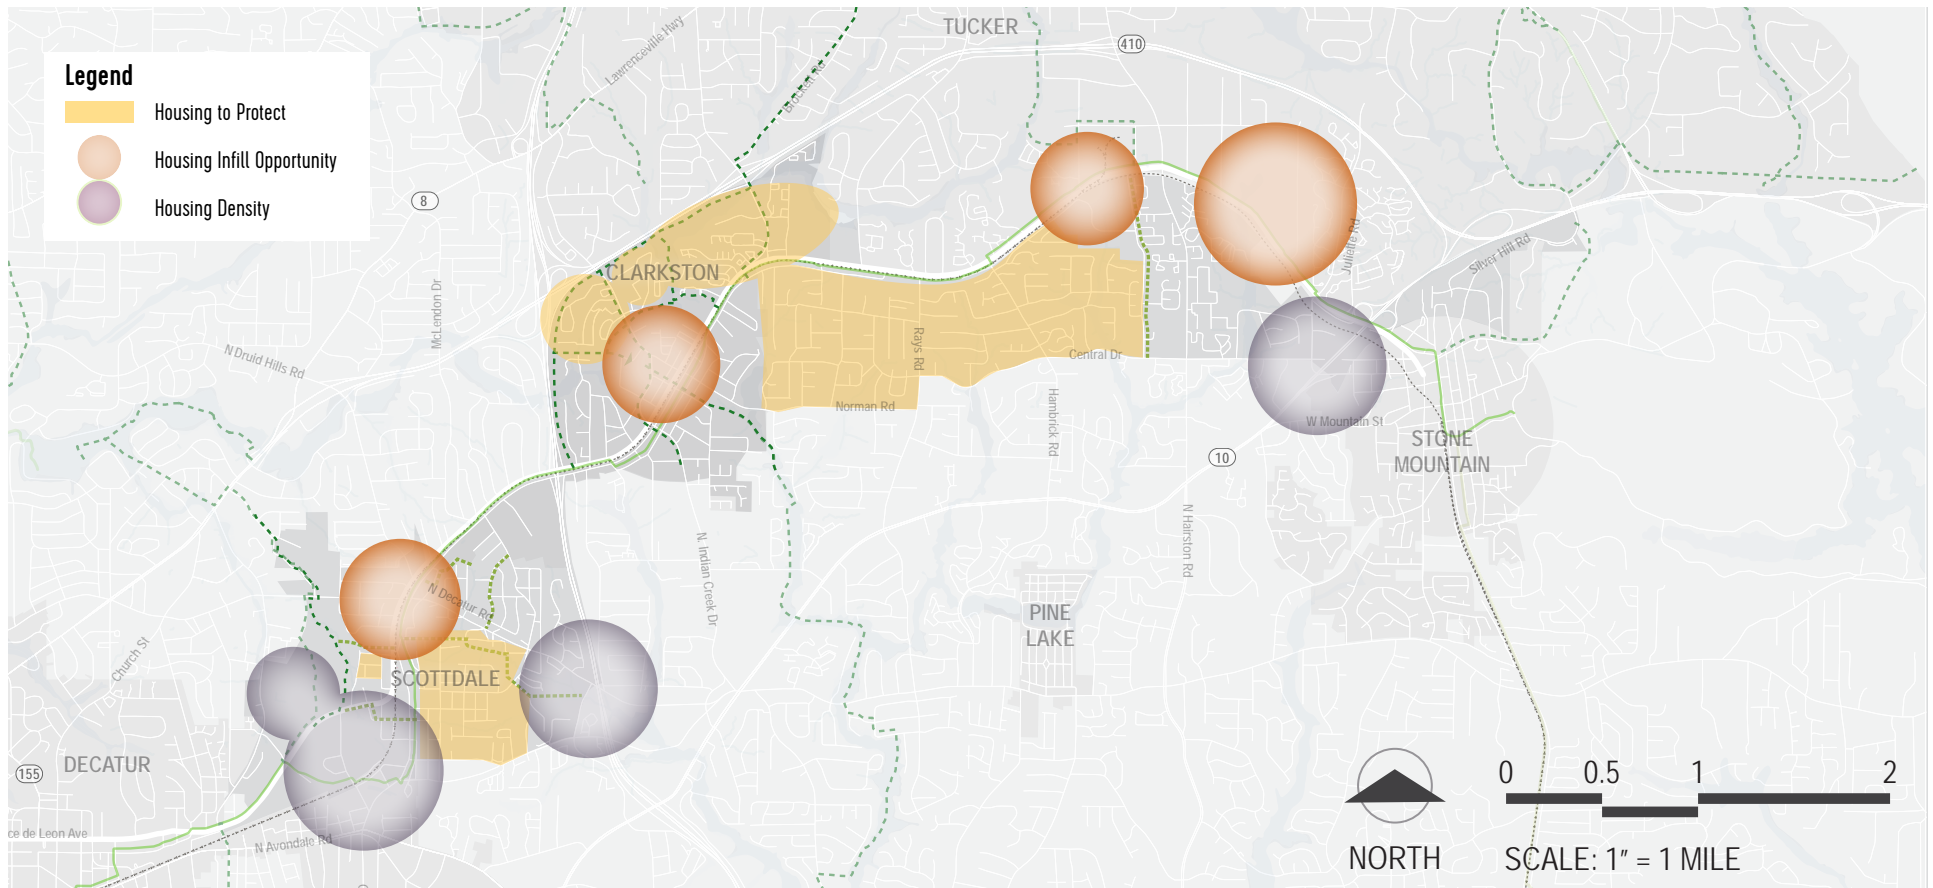 TUCKER
410
Lawrenceville Hwy
Brockett Rd
Legend
Housing to Protect
Housing Infill Opportunity
Housing Density
8
CLARKSTON
Juliette Rd
Silver Hill Rd
McLendon Dr
N Druid Hills Rd
Rays Rd
Central Dr
Norman Rd
Hambrick Rd
W Mountain St
STONE
MOUNTAIN
10
N Hairston Rd
N. Indian Creek Dr
N Decatur Rd
PINE
LAKE
Church St
SCOTTDALE
DECATUR
155
ce de Leon Ave
N Avondale Rd
0 0.5 1 2
NORTH
SCALE: 1” = 1 MILE